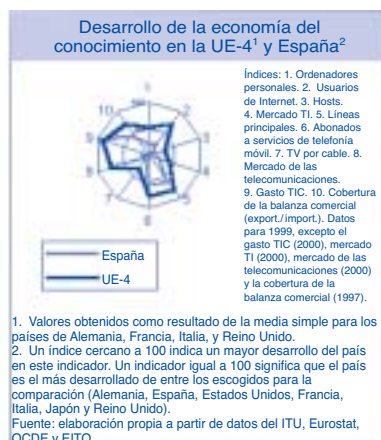 Desarrollo de la economía del
conocimiento en la UE-4¹ y España²
1
2
3
4
5
6
7
8
9
10
España
UE-4
Índices: 1. Ordenadores
personales. 2. Usuarios
de Internet. 3. Hosts.
4. Mercado TI. 5. Líneas
principales. 6. Abonados
a servicios de telefonía
móvil. 7. TV por cable. 8.
Mercado de las
telecomunicaciones.
9. Gasto TIC. 10. Cobertura
de la balanza comercial
(export./import.). Datos
para 1999, excepto el
gasto TIC (2000), mercado
TI (2000), mercado de las
telecomunicaciones (2000)
y la cobertura de la
balanza comercial (1997).
1. Valores obtenidos como resultado de la media simple para los
países de Alemania, Francia, Italia, y Reino Unido.
2. Un índice cercano a 100 indica un mayor desarrollo del país
en este indicador. Un indicador igual a 100 significa que el país
es el más desarrollado de entre los escogidos para la
comparación (Alemania, España, Estados Unidos, Francia,
Italia, Japón y Reino Unido).
Fuente: elaboración propia a partir de datos del ITU, Eurostat,
OCDE y EITO.